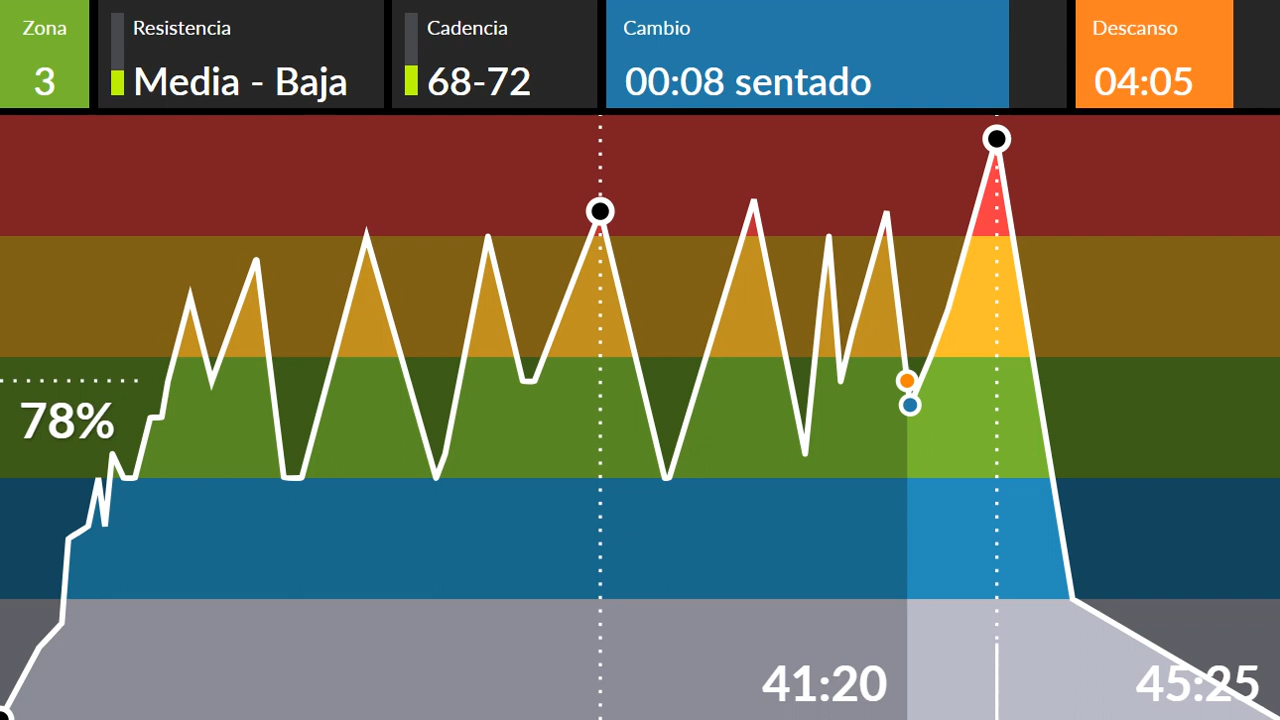 Zona
3
Resistencia
Media - Baja
Cadencia
68-72
Cambio
00:08 sentado
Descanso
04:05
78%
41:20
45:25